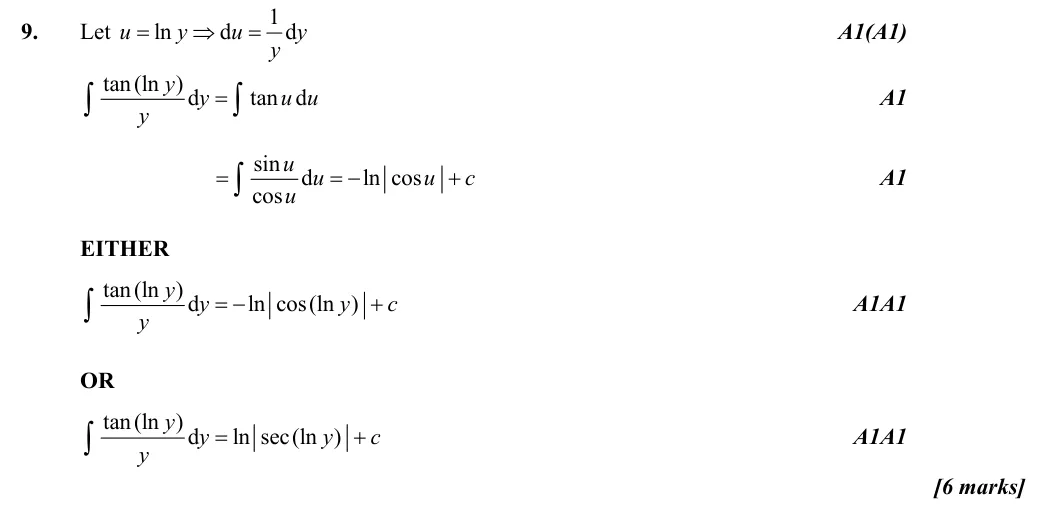 9. Let u = ln y ⇒ du = 1/y dy A1(A1)
∫ tan(ln y)/y dy = ∫ tan u du A1
= ∫ sin u/cos u du = −ln|cos u| + c A1
EITHER
∫ tan(ln y)/y dy = −ln|cos(ln y)| + c A1A1
OR
∫ tan(ln y)/y dy = ln|sec(ln y)| + c A1A1
[6 marks]